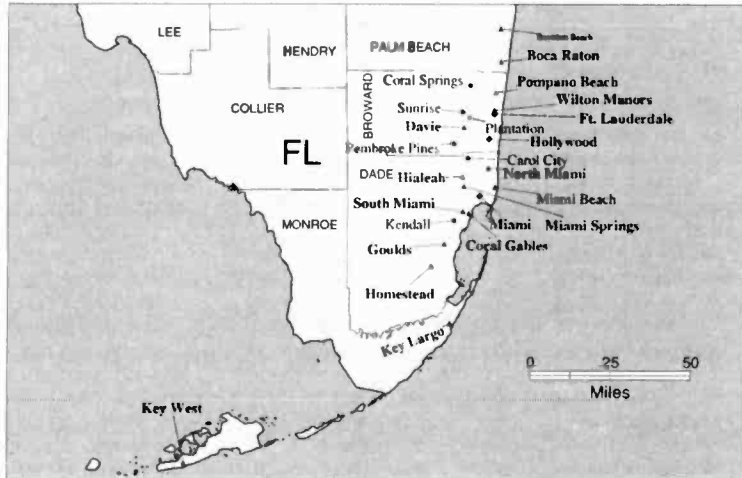 LEE
HENDRY
PALM BEACH
Boynton Beach
Boca Raton
Coral Springs
Pompano Beach
COLLIER
BROWARD
Sunrise
Wilton Manors
Ft. Lauderdale
Davie
Plantation
FL
Pembroke Pines
Hollywood
Carol City
DADE
Hialeah
North Miami
MONROE
South Miami
Miami Beach
Kendall
Miami
Miami Springs
Goulds
Coral Gables
Homestead
Key Largo
0 25 50
Miles
Key West